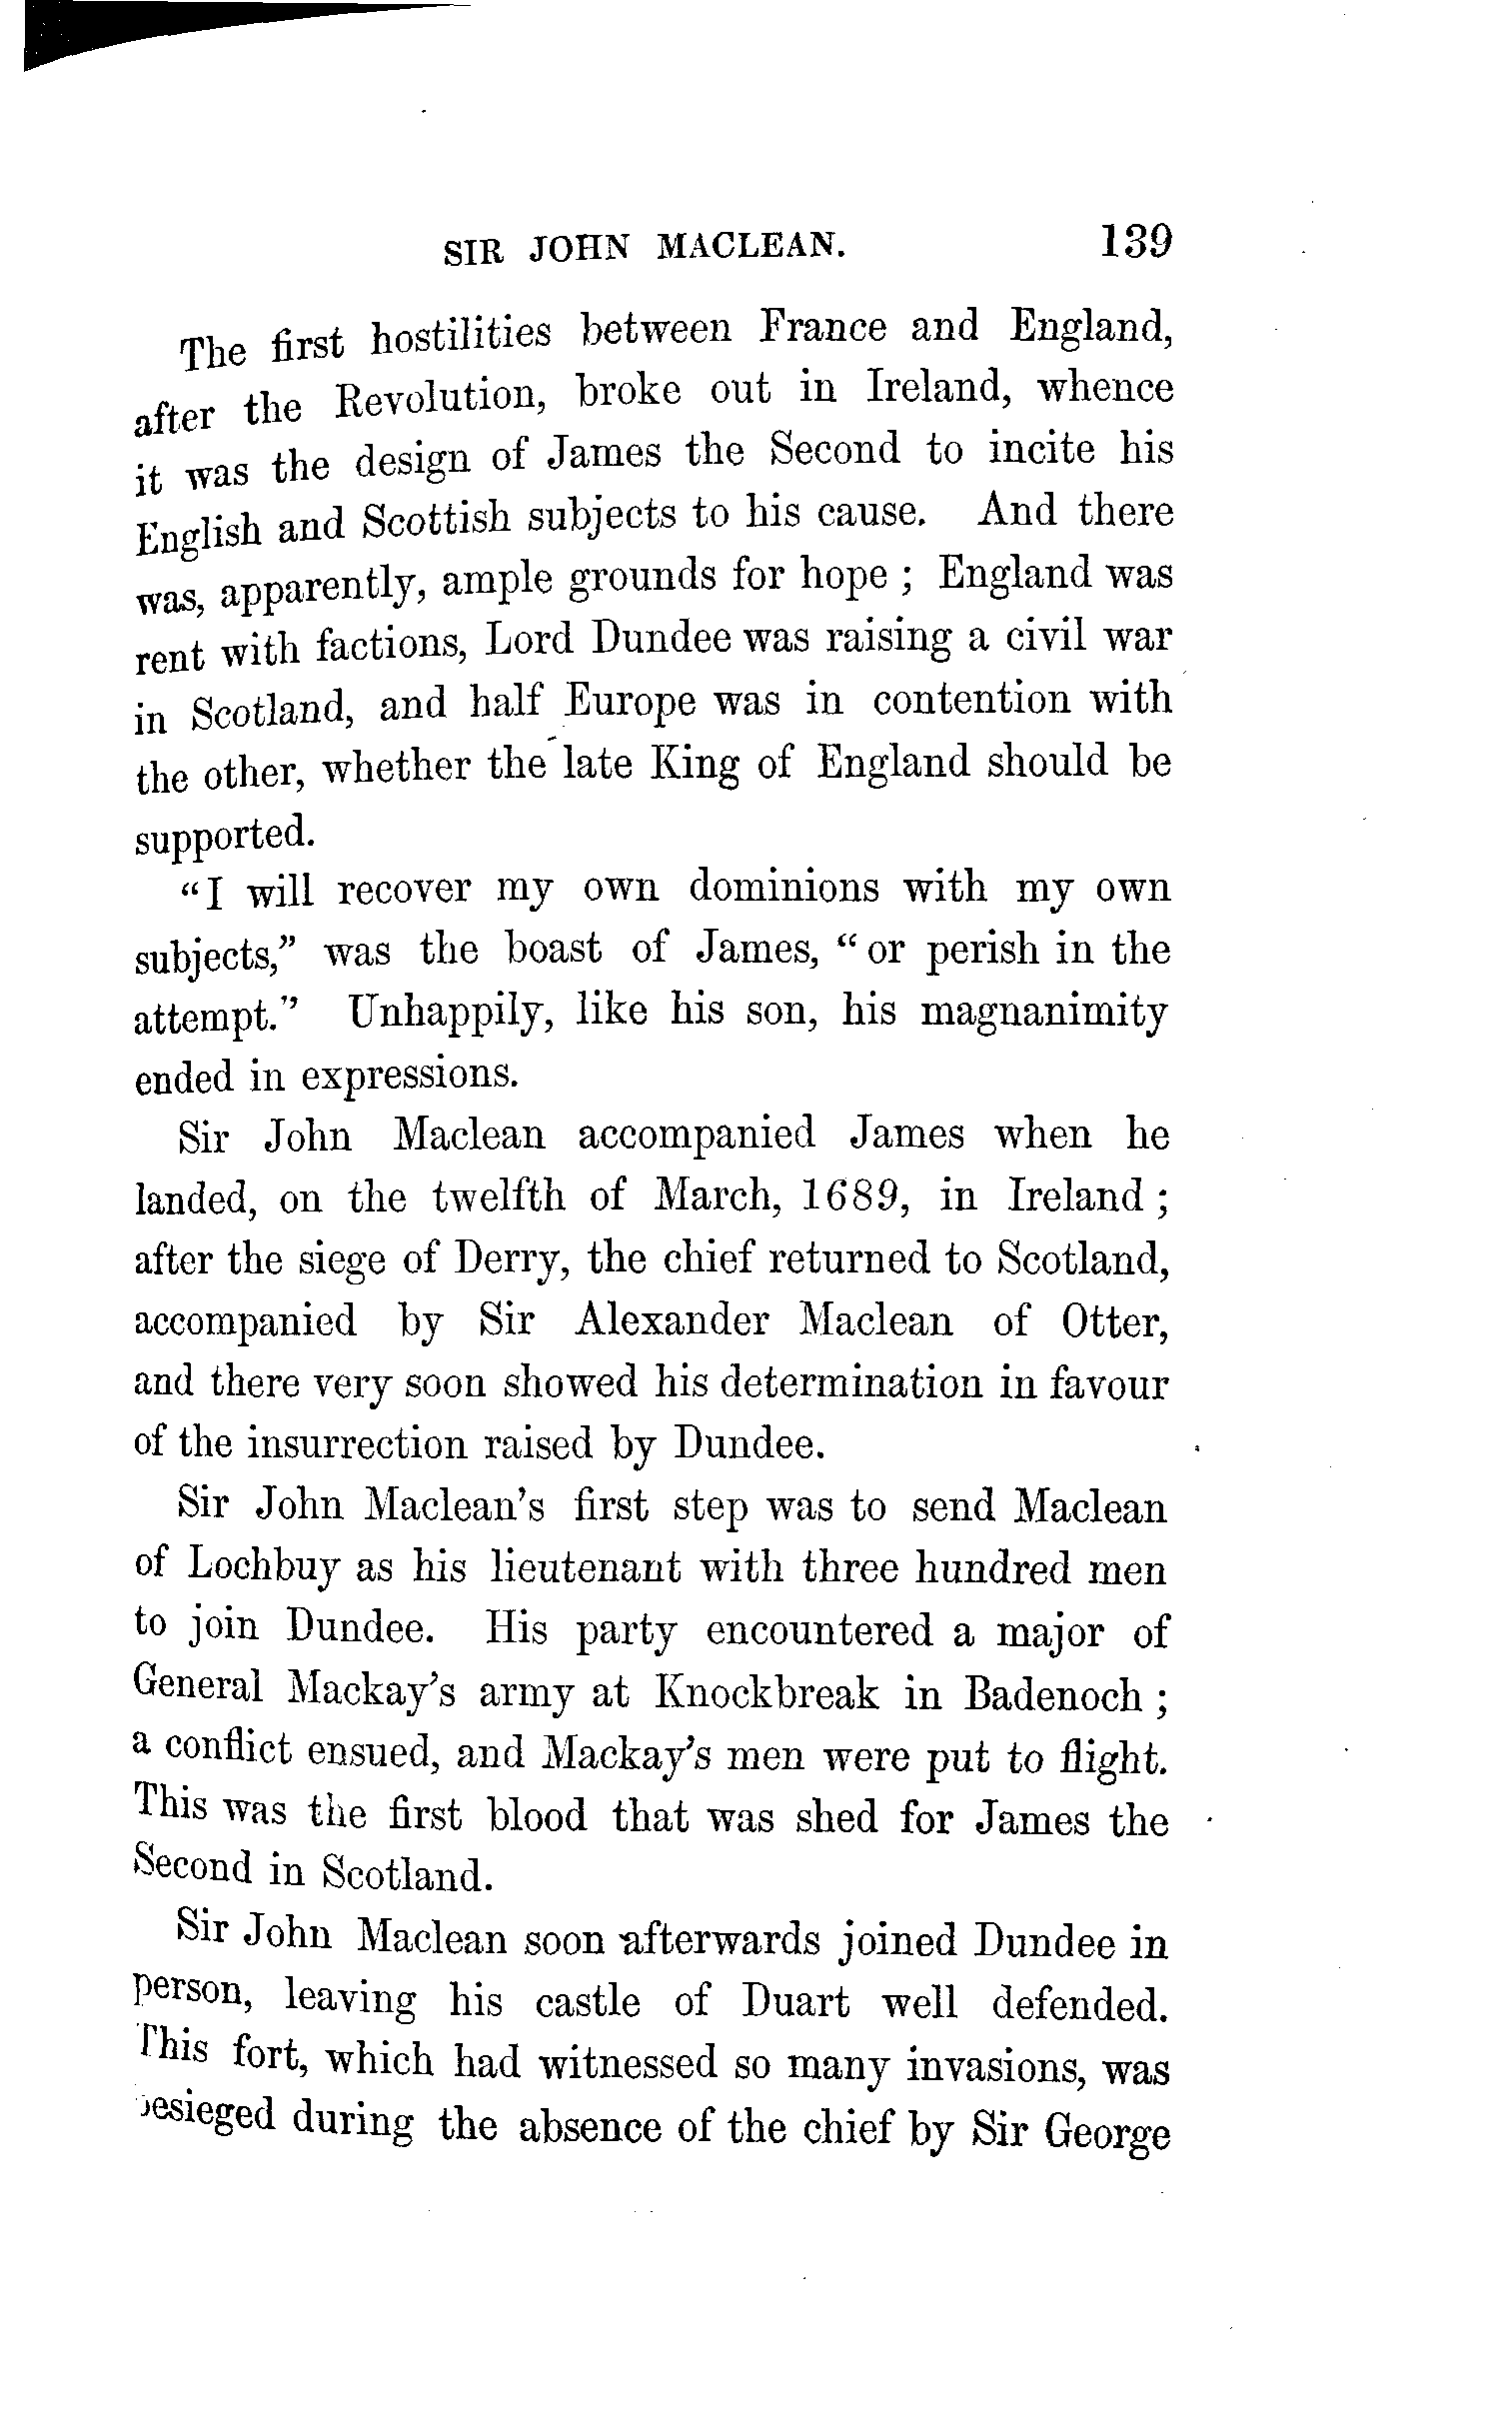 SIR JOHN MACLEAN. 139
The first hostilities between France and England,
after the Revolution, broke out in Ireland, whence
it was the design of James the Second to incite his
English and Scottish subjects to his cause. And there
was, apparently, ample grounds for hope ; England was
rent with factions, Lord Dundee was raising a civil war
in Scotland, and half Europe was in contention with
the other, whether the late King of England should be
supported.
“I will recover my own dominions with my own
subjects,” was the boast of James, “ or perish in the
attempt.” Unhappily, like his son, his magnanimity
ended in expressions.
Sir John Maclean accompanied James when he
landed, on the twelfth of March, 1689, in Ireland ;
after the siege of Derry, the chief returned to Scotland,
accompanied by Sir Alexander Maclean of Otter,
and there very soon showed his determination in favour
of the insurrection raised by Dundee.
Sir John Maclean’s first step was to send Maclean
of Lochbuy as his lieutenant with three hundred men
to join Dundee. His party encountered a major of
General Mackay’s army at Knockbreak in Badenoch ;
a conflict ensued, and Mackay’s men were put to flight.
This was the first blood that was shed for James the
Second in Scotland.
Sir John Maclean soon afterwards joined Dundee in
person, leaving his castle of Duart well defended.
This fort, which had witnessed so many invasions, was
besieged during the absence of the chief by Sir George